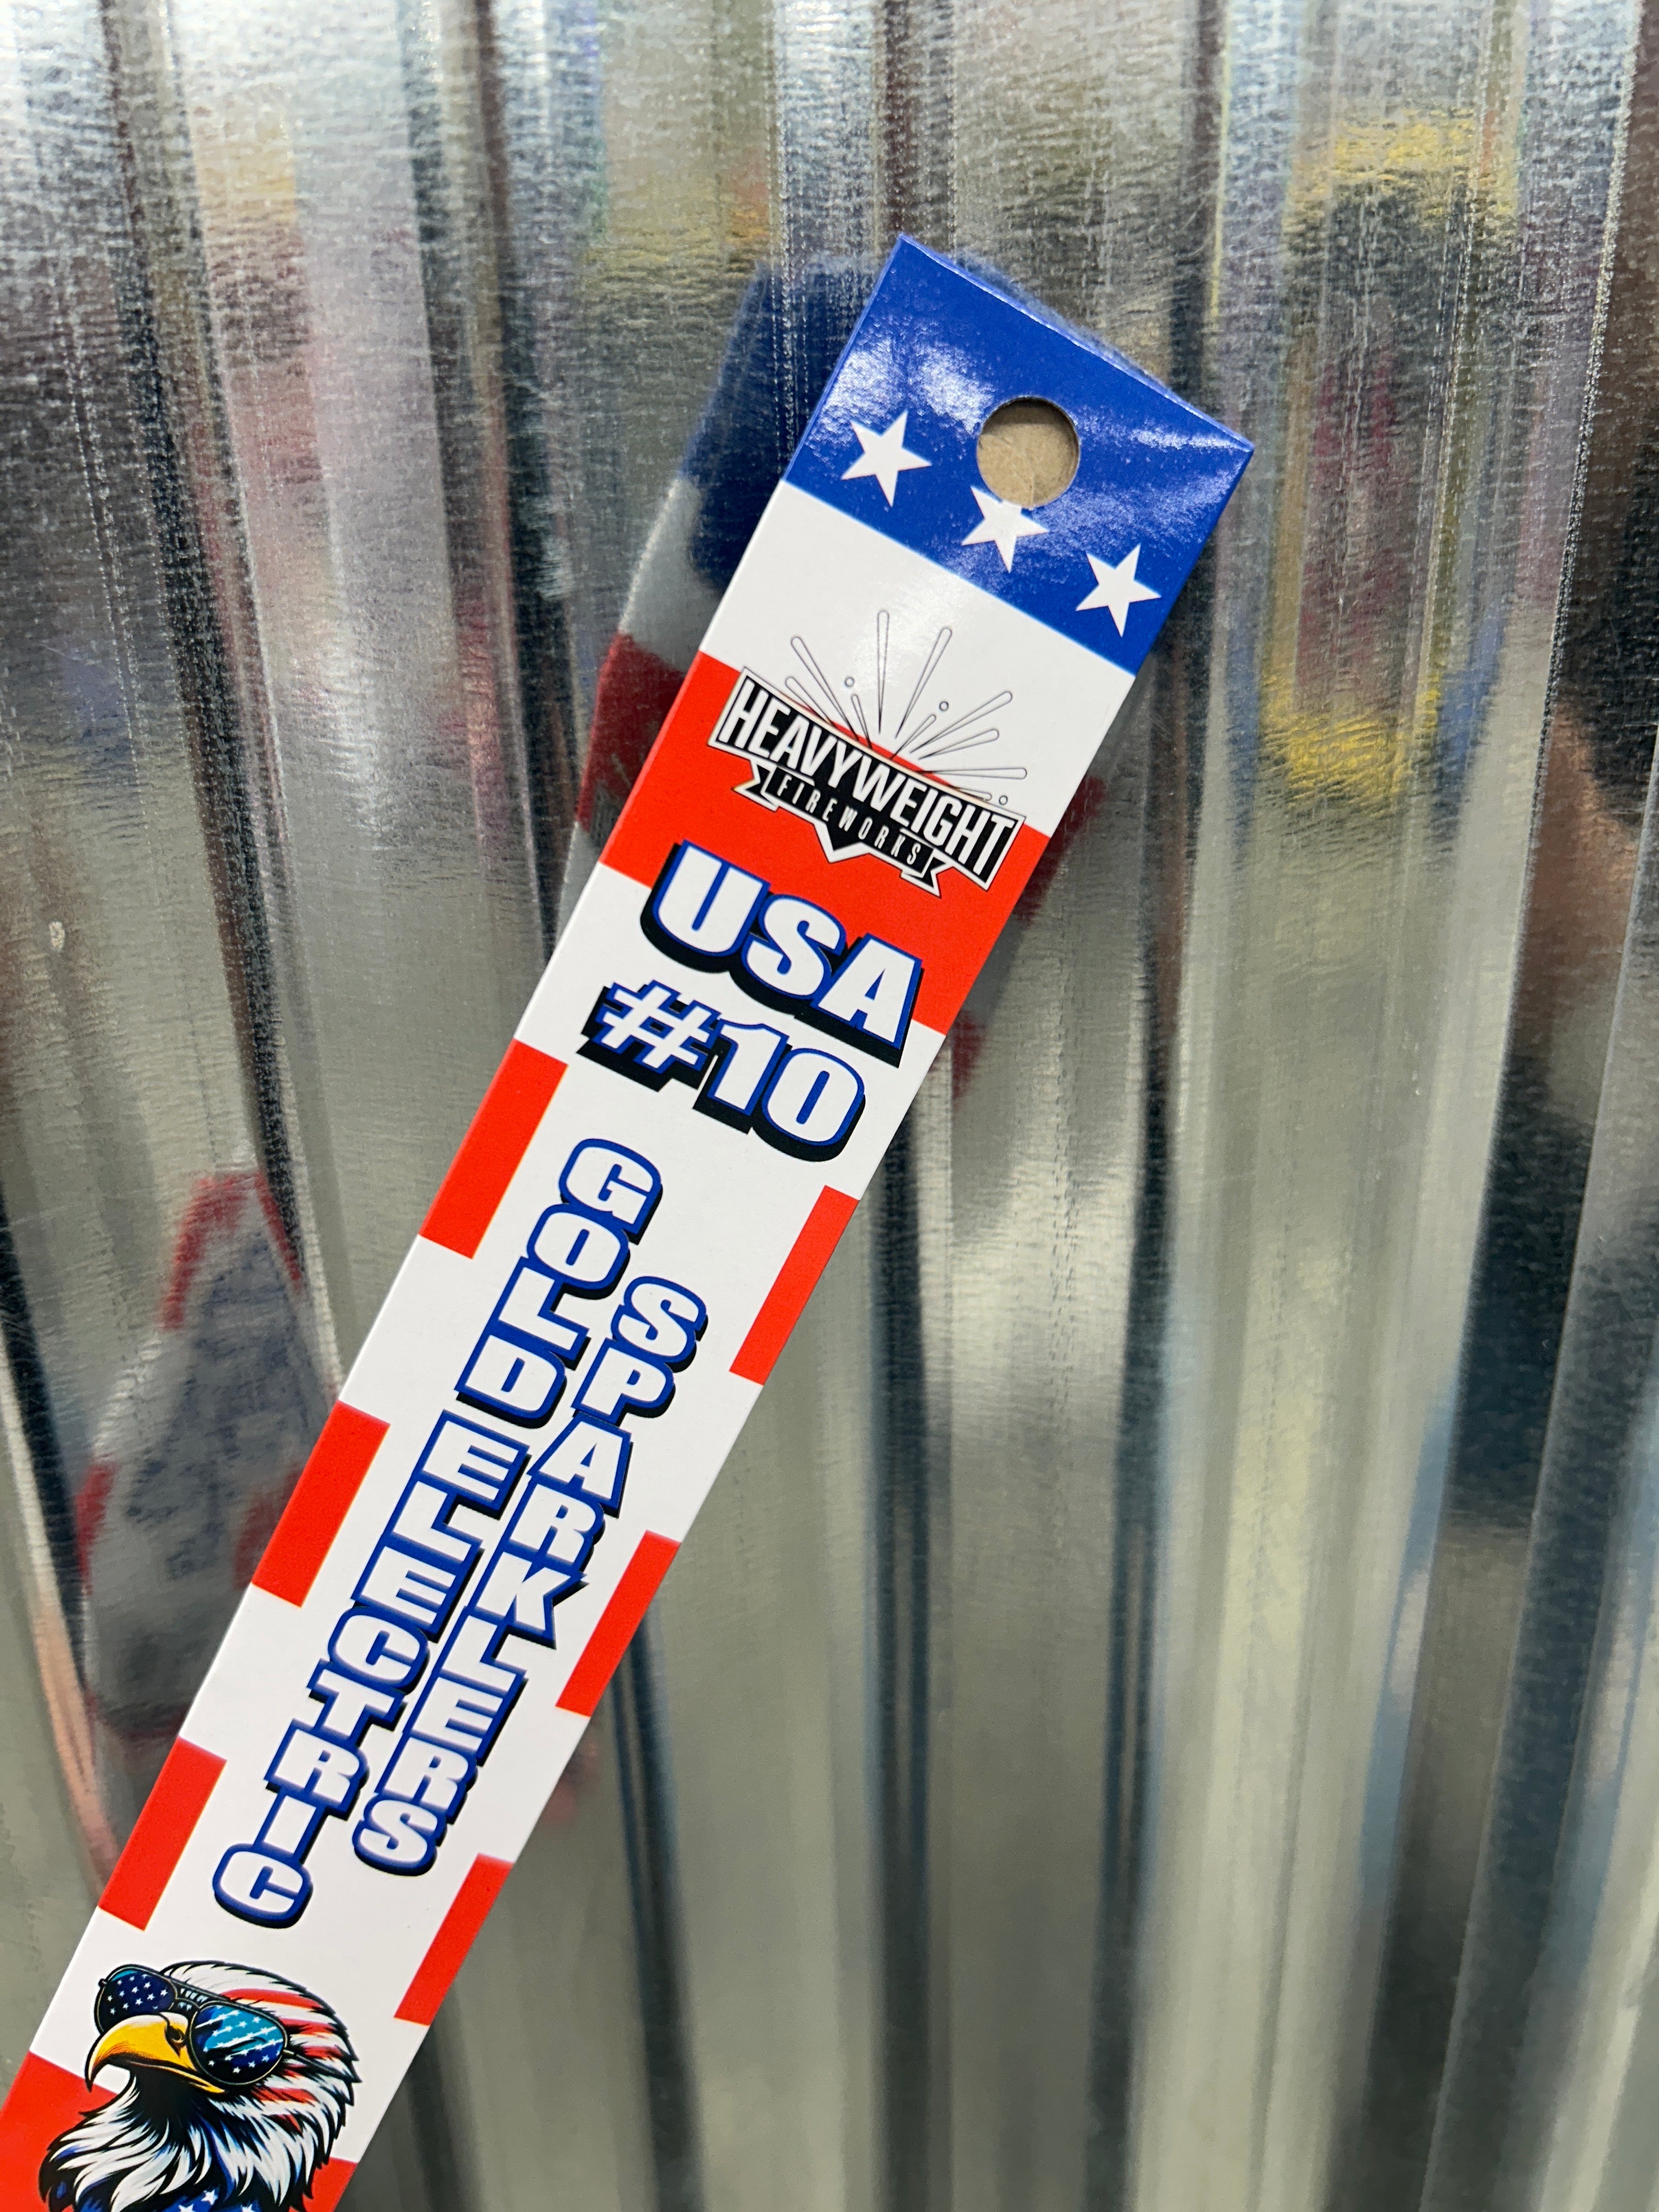 HEAVYWEIGHT
FIREWORKS
USA
#10
GOLD ELECTRIC
SPARKLERS